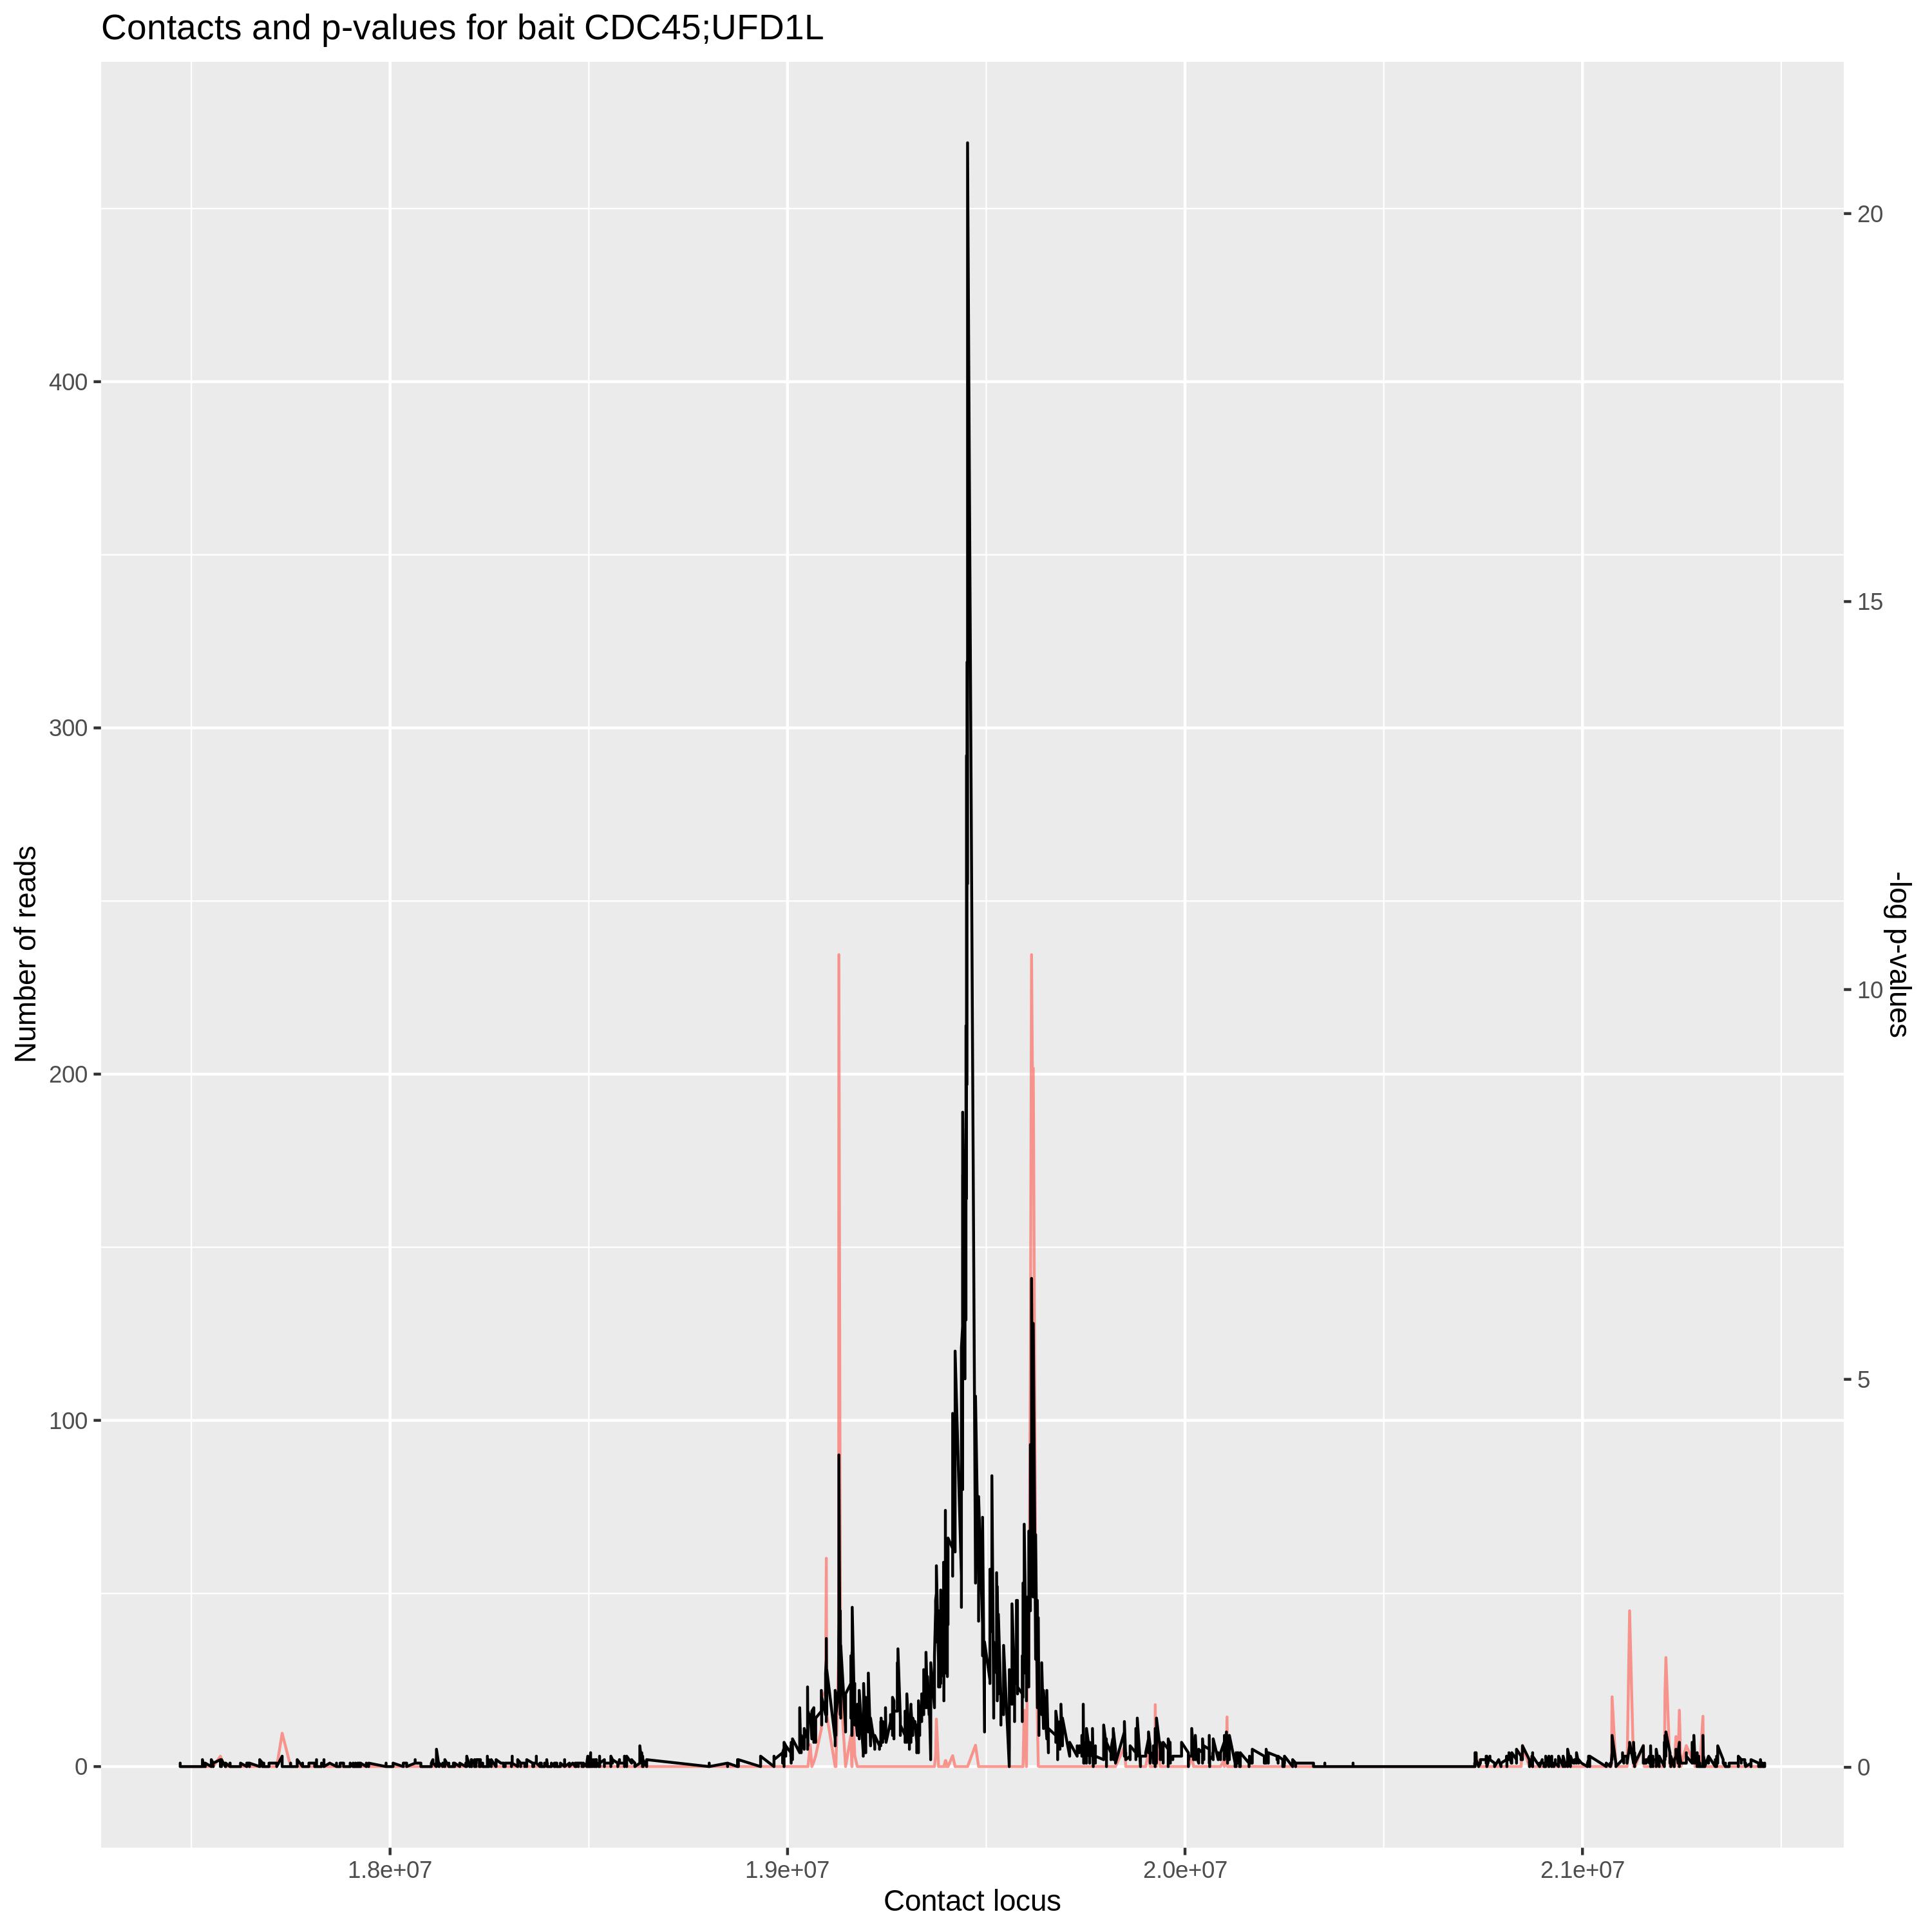 Contacts and p-values for bait CDC45;UFD1L
Number of reads
400
300
200
100
0
20
15
10
5
0
-log p-values
1.8e+07
1.9e+07
2.0e+07
2.1e+07
Contact locus